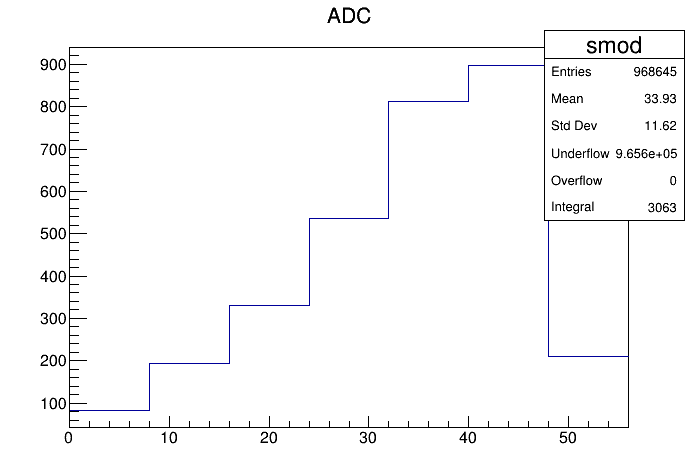 ADC
smod
Entries 968645
Mean 33.93
Std Dev 11.62
Underflow 9.656e+05
Overflow 0
Integral 3063
900
800
700
600
500
400
300
200
100
0 10 20 30 40 50